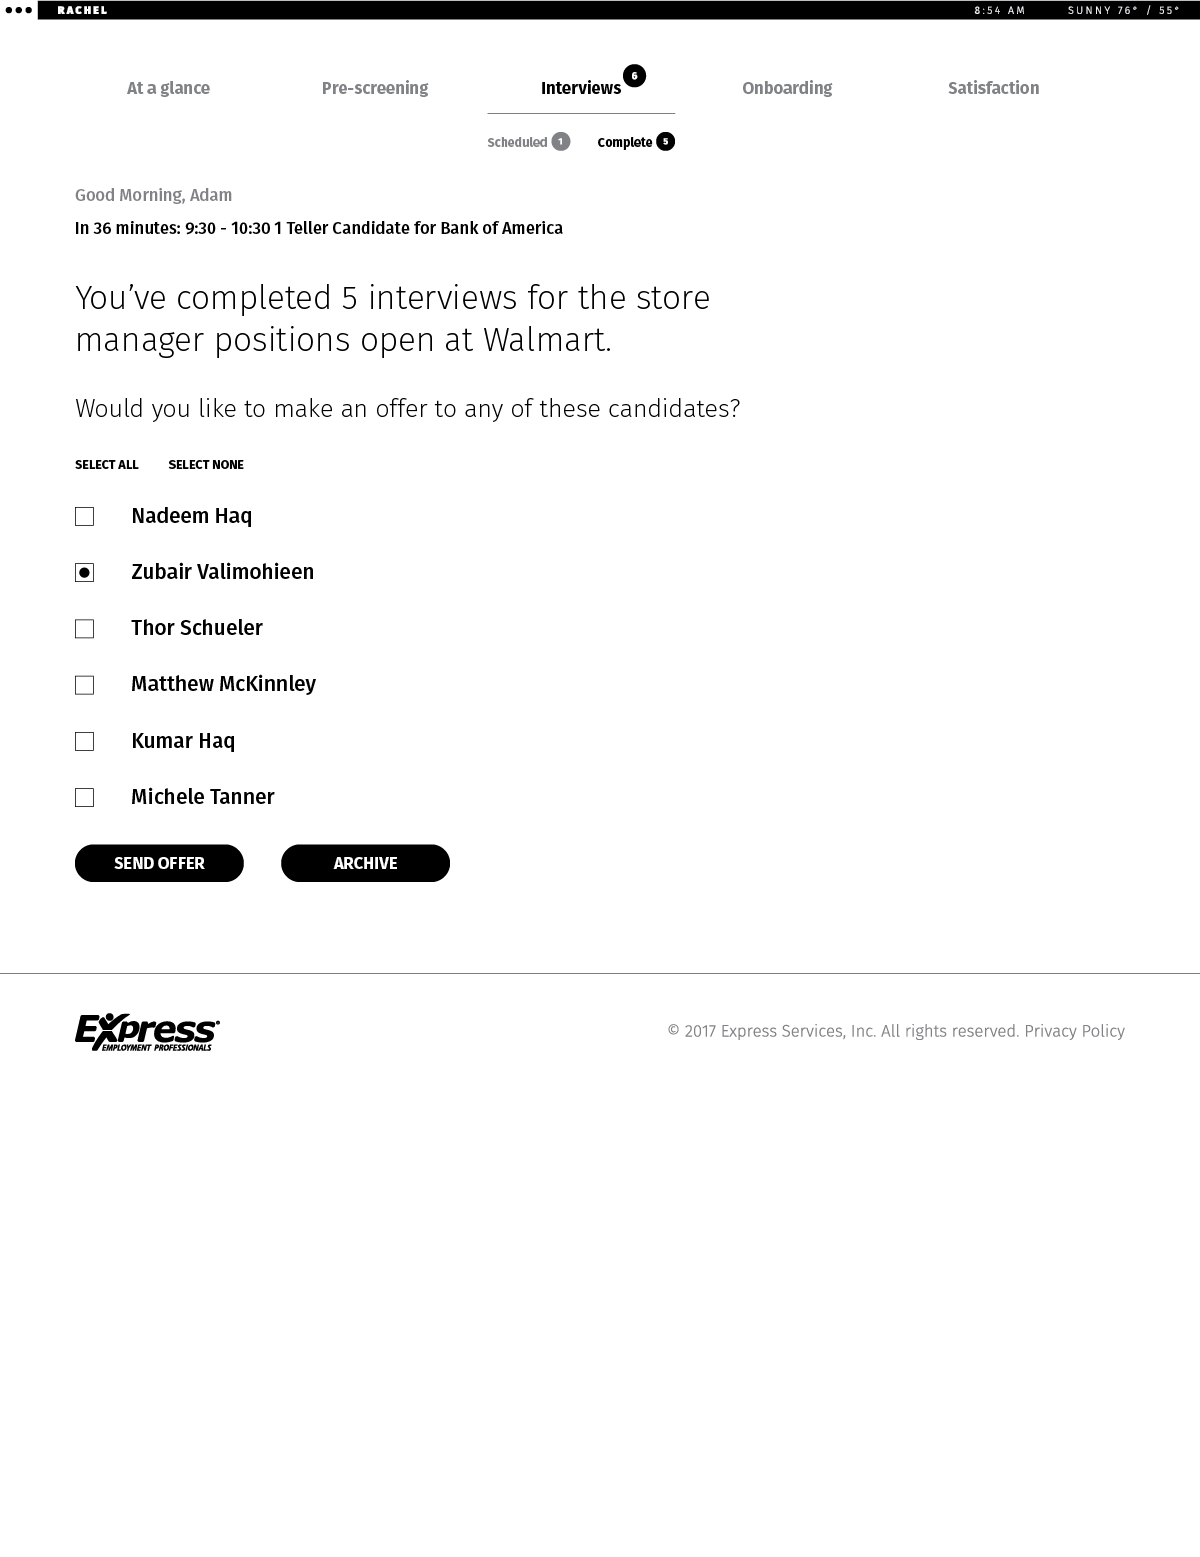 RACHEL 8:54 AM SUNNY 76° / 55°
At a glance Pre-screening Interviews 6 Onboarding Satisfaction
Scheduled 1 Complete 5
Good Morning, Adam
In 36 minutes: 9:30 - 10:30 1 Teller Candidate for Bank of America
You’ve completed 5 interviews for the store
manager positions open at Walmart.
Would you like to make an offer to any of these candidates?
SELECT ALL SELECT NONE
Nadeem Haq
Zubair Valimohieen
Thor Schueler
Matthew McKinnley
Kumar Haq
Michele Tanner
SEND OFFER ARCHIVE
Express
EMPLOYMENT PROFESSIONALS
© 2017 Express Services, Inc. All rights reserved. Privacy Policy